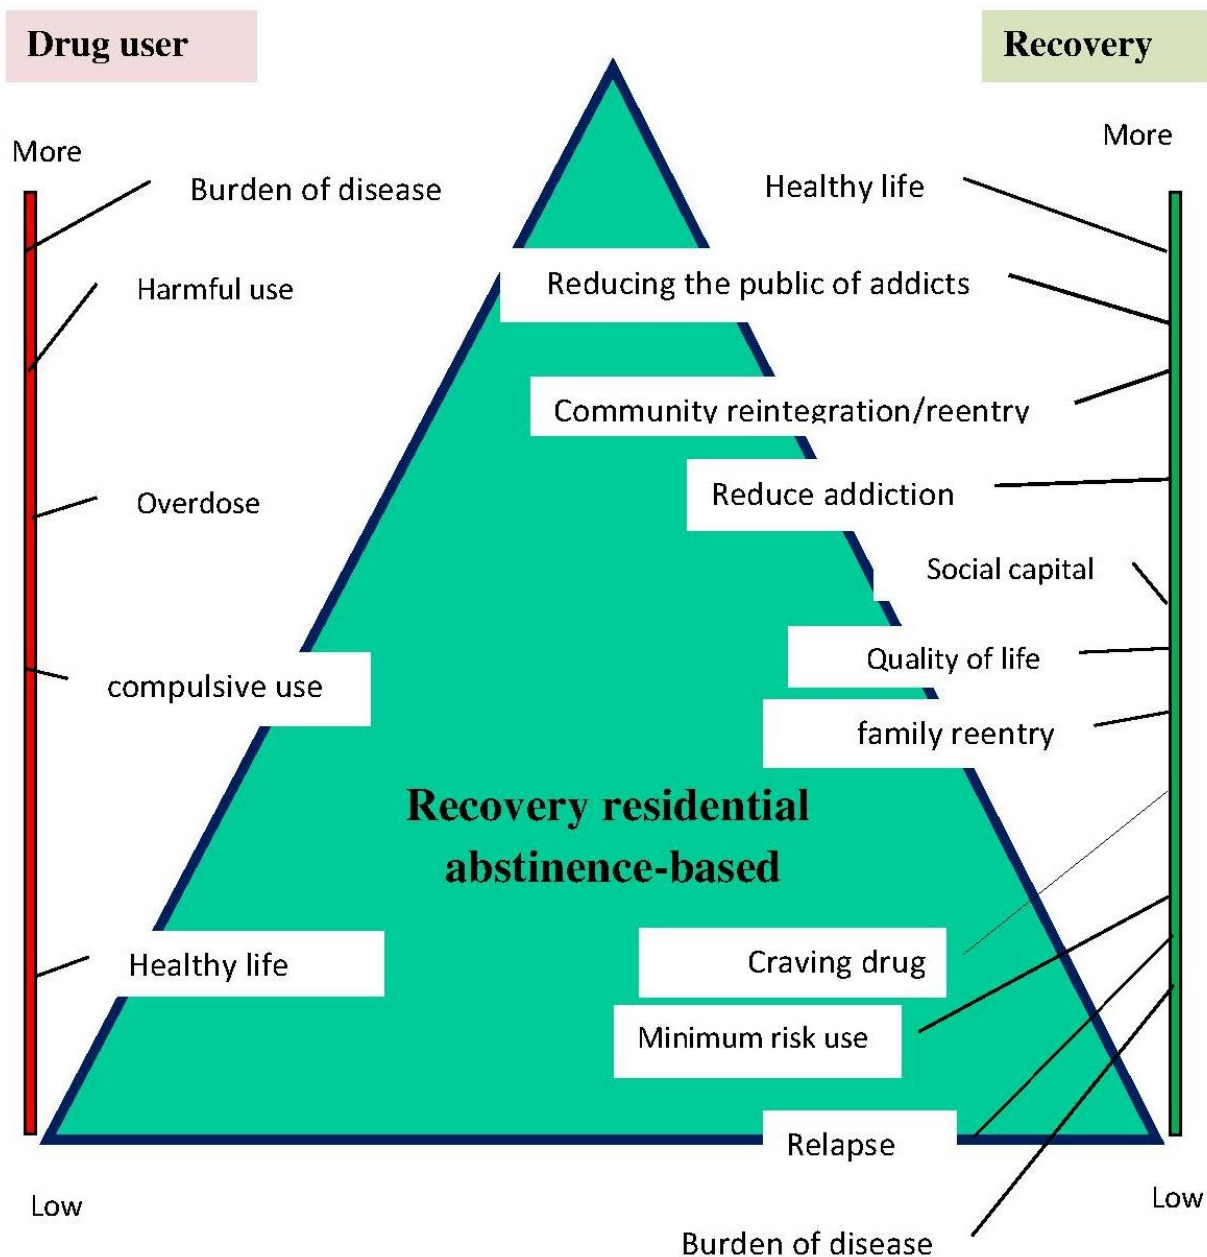 Drug user
Recovery
More
More
Burden of disease
Healthy life
Harmful use
Reducing the public of addicts
Community reintegration/reentry
Overdose
Reduce addiction
Social capital
compulsive use
Quality of life
family reentry
Recovery residential
abstinence-based
Healthy life
Craving drug
Minimum risk use
Relapse
Low
Low
Burden of disease